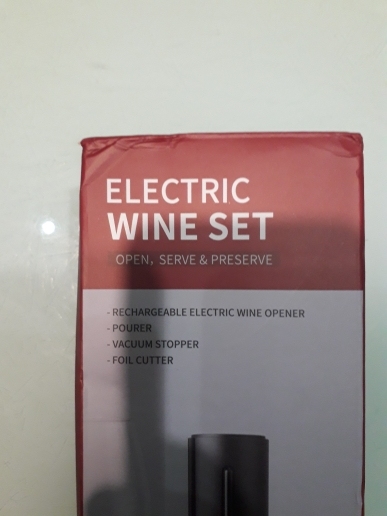 ELECTRIC
WINE SET
OPEN, SERVE & PRESERVE
- RECHARGEABLE ELECTRIC WINE OPENER
- POURER
- VACUUM STOPPER
- FOIL CUTTER